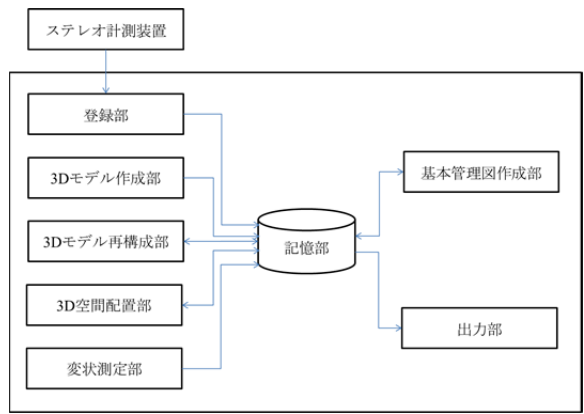 ステレオ計測装置
登録部
3Dモデル作成部
3Dモデル再構成部
3D空間配置部
変状測定部
記憶部
基本管理図作成部
出力部